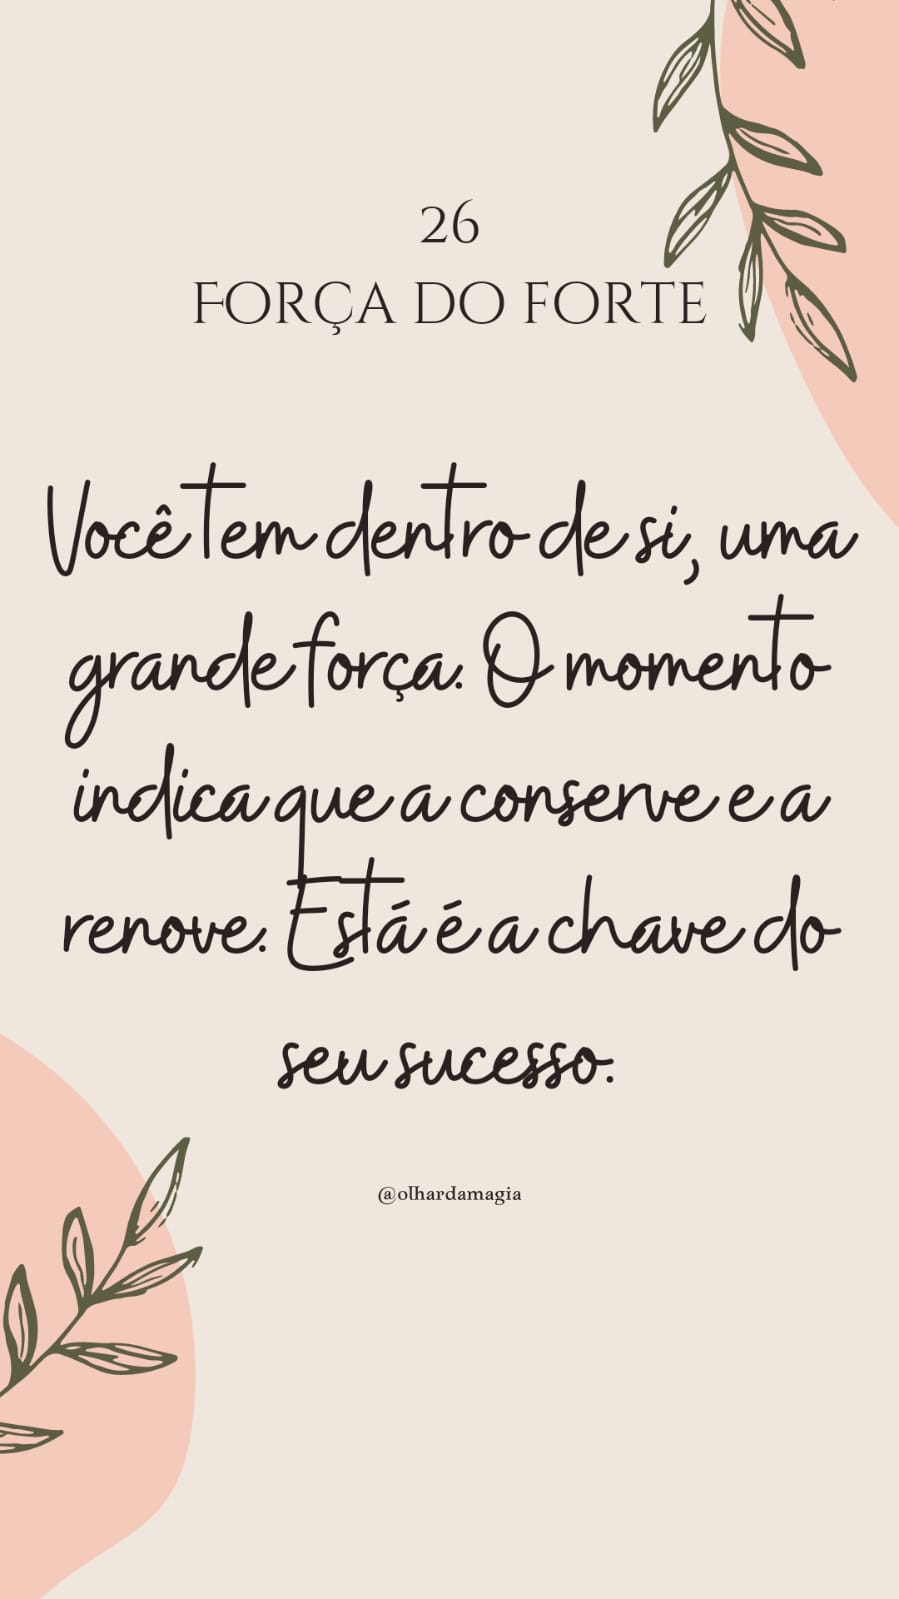 26
FORÇA DO FORTE
Você tem dentro de si, uma
grande força. O momento
indica que a conserve e a
renove. Está é a chave do
seu sucesso.
@olhardamagia